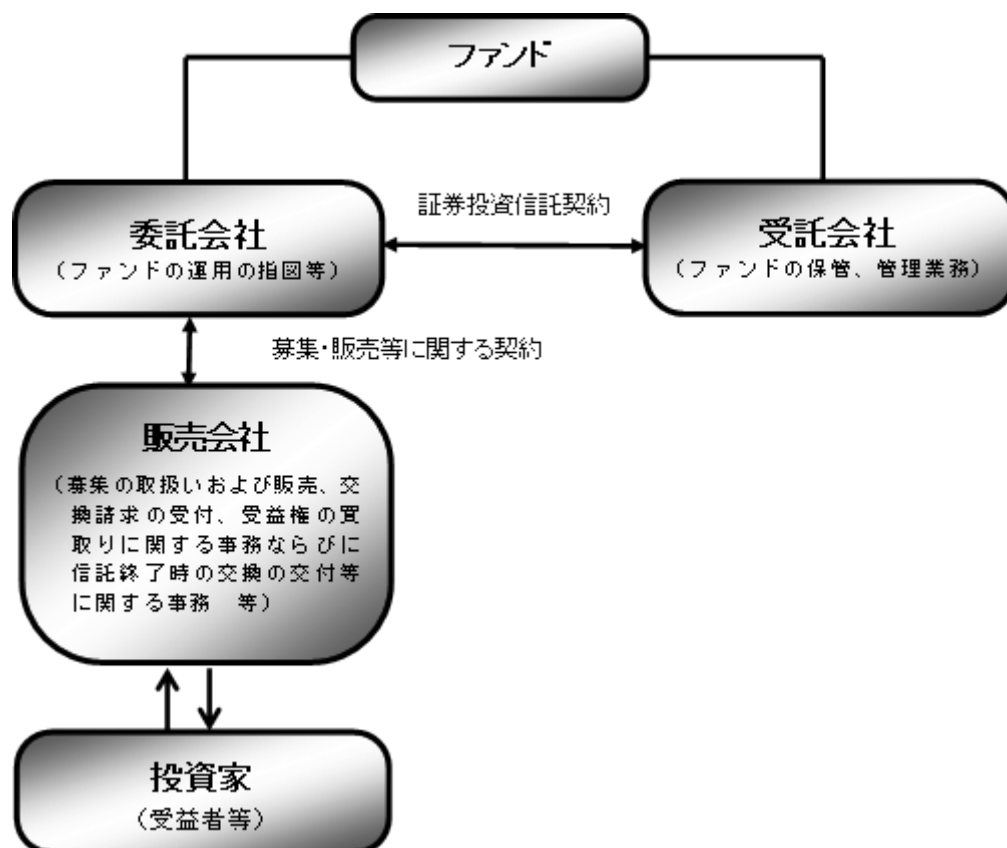 ファンド
証券投資信託契約
委託会社
（ファンドの運用の指図等）
受託会社
（ファンドの保管、管理業務）
募集・販売等に関する契約
販売会社
（募集の取扱いおよび販売、交
換請求の受付、受益権の買
取りに関する事務ならびに
信託終了時の交換の交付等
に関する事務　等）
投資家
（受益者等）